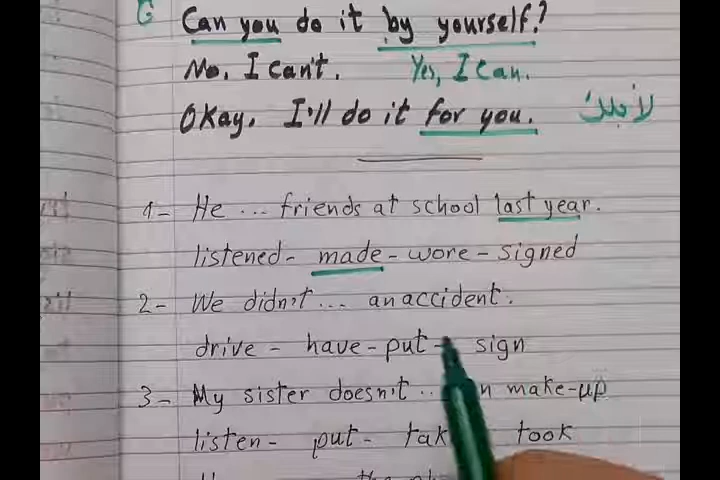 Can you do it by yourself?
No, I can't. Yes, I can.
Okay, I'll do it for you. لأجلك
1- He ... friends at school last year.
listened - made - wore - signed
2- We didn't ... an accident.
drive - have - put - sign
3- My sister doesn't .. make-up
listen - put - took